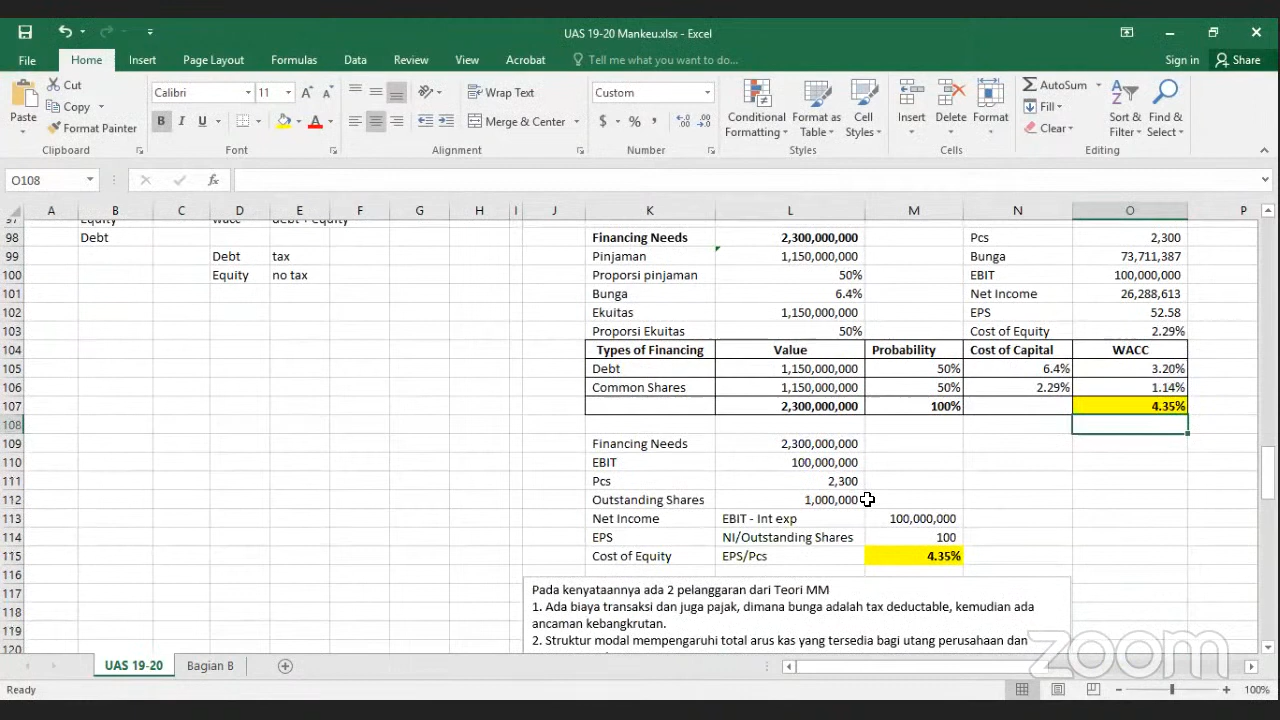 UAS 19-20 Mankeu.xlsx - Excel
File Home Insert Page Layout Formulas Data Review View Acrobat Tell me what you want to do... Sign in Share
Paste Cut Copy Format Painter Clipboard
Calibri 11 A A B I U A Font
Wrap Text Merge & Center Alignment
Custom $ % , Number
Conditional Formatting Format as Table Cell Styles Styles
Insert Delete Format Cells
AutoSum Fill Clear Sort & Filter Find & Select Editing
O108 fx
A B C D E F G H I J K L M N O P
97 Equity wacc debt + equity
98 Debt Financing Needs 2,300,000,000 Pcs 2,300
99 Debt tax Pinjaman 1,150,000,000 Bunga 73,711,387
100 Equity no tax Proporsi pinjaman 50% EBIT 100,000,000
101 Bunga 6.4% Net Income 26,288,613
102 Ekuitas 1,150,000,000 EPS 52.58
103 Proporsi Ekuitas 50% Cost of Equity 2.29%
104 Types of Financing Value Probability Cost of Capital WACC
105 Debt 1,150,000,000 50% 6.4% 3.20%
106 Common Shares 1,150,000,000 50% 2.29% 1.14%
107 2,300,000,000 100% 4.35%
108
109 Financing Needs 2,300,000,000
110 EBIT 100,000,000
111 Pcs 2,300
112 Outstanding Shares 1,000,000
113 Net Income EBIT - Int exp 100,000,000
114 EPS NI/Outstanding Shares 100
115 Cost of Equity EPS/Pcs 4.35%
116
117 Pada kenyataannya ada 2 pelanggaran dari Teori MM
118 1. Ada biaya transaksi dan juga pajak, dimana bunga adalah tax deductable, kemudian ada
ancaman kebangkrutan.
119 2. Struktur modal mempengaruhi total arus kas yang tersedia bagi utang perusahaan dan
120
zoom
UAS 19-20 Bagian B
Ready 100%